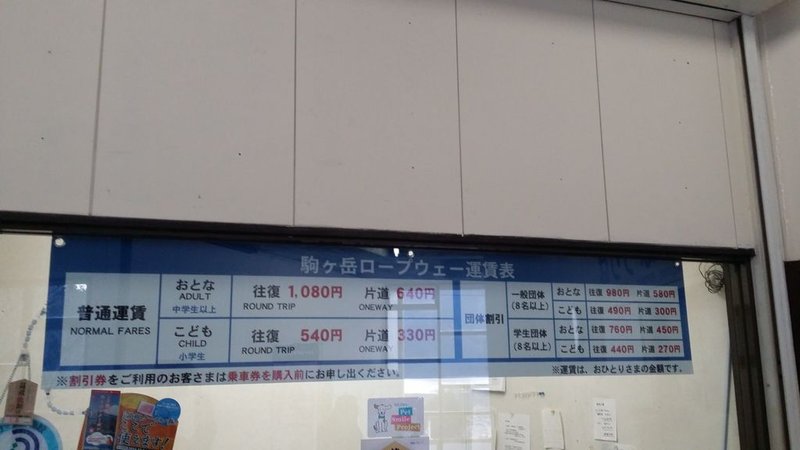 駒ヶ岳ロープウェー運賃表
普通運賃
NORMAL FARES
おとな
ADULT
中学生以上
往復 1,080円 片道 640円
ROUND TRIP ONEWAY
こども
CHILD
小学生
往復 540円 片道 330円
ROUND TRIP ONEWAY
団体割引
一般団体
(8名以上)
おとな 往復 980円 片道 580円
こども 往復 490円 片道 300円
学生団体
(8名以上)
おとな 往復 760円 片道 450円
こども 往復 440円 片道 270円
※割引券をご利用のお客さまは乗車券を購入前にお申し出ください。
※運賃は、おひとりさまの金額です。
Pet
Smile
Project